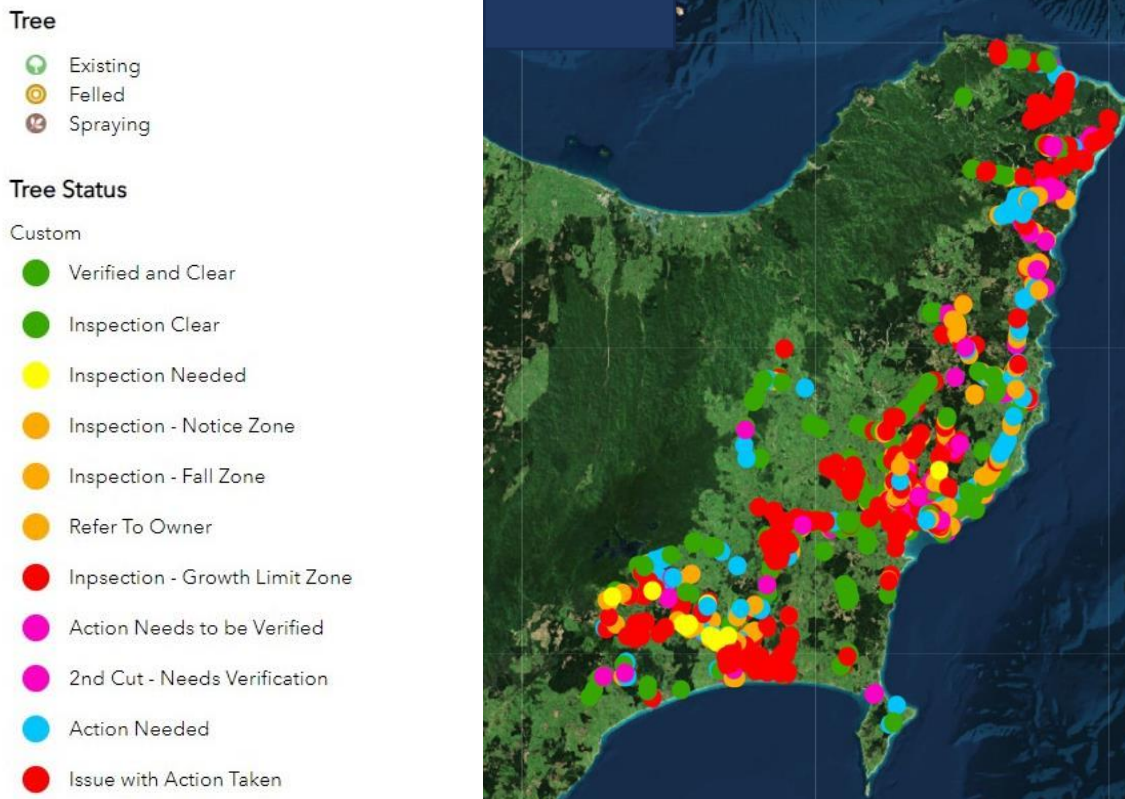 Tree
Existing
Felled
Spraying
Tree Status
Custom
Verified and Clear
Inspection Clear
Inspection Needed
Inspection - Notice Zone
Inspection - Fall Zone
Refer To Owner
Inpsection - Growth Limit Zone
Action Needs to be Verified
2nd Cut - Needs Verification
Action Needed
Issue with Action Taken